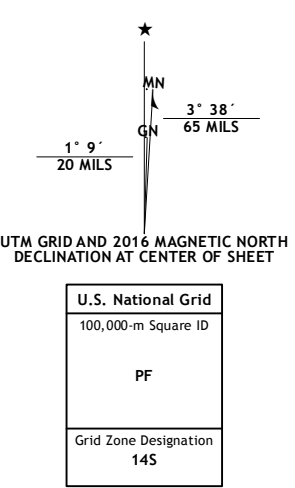 ★
MN
3° 38´
65 MILS
GN
1° 9´
20 MILS
UTM GRID AND 2016 MAGNETIC NORTH
DECLINATION AT CENTER OF SHEET
U.S. National Grid
100,000-m Square ID
PF
Grid Zone Designation
14S